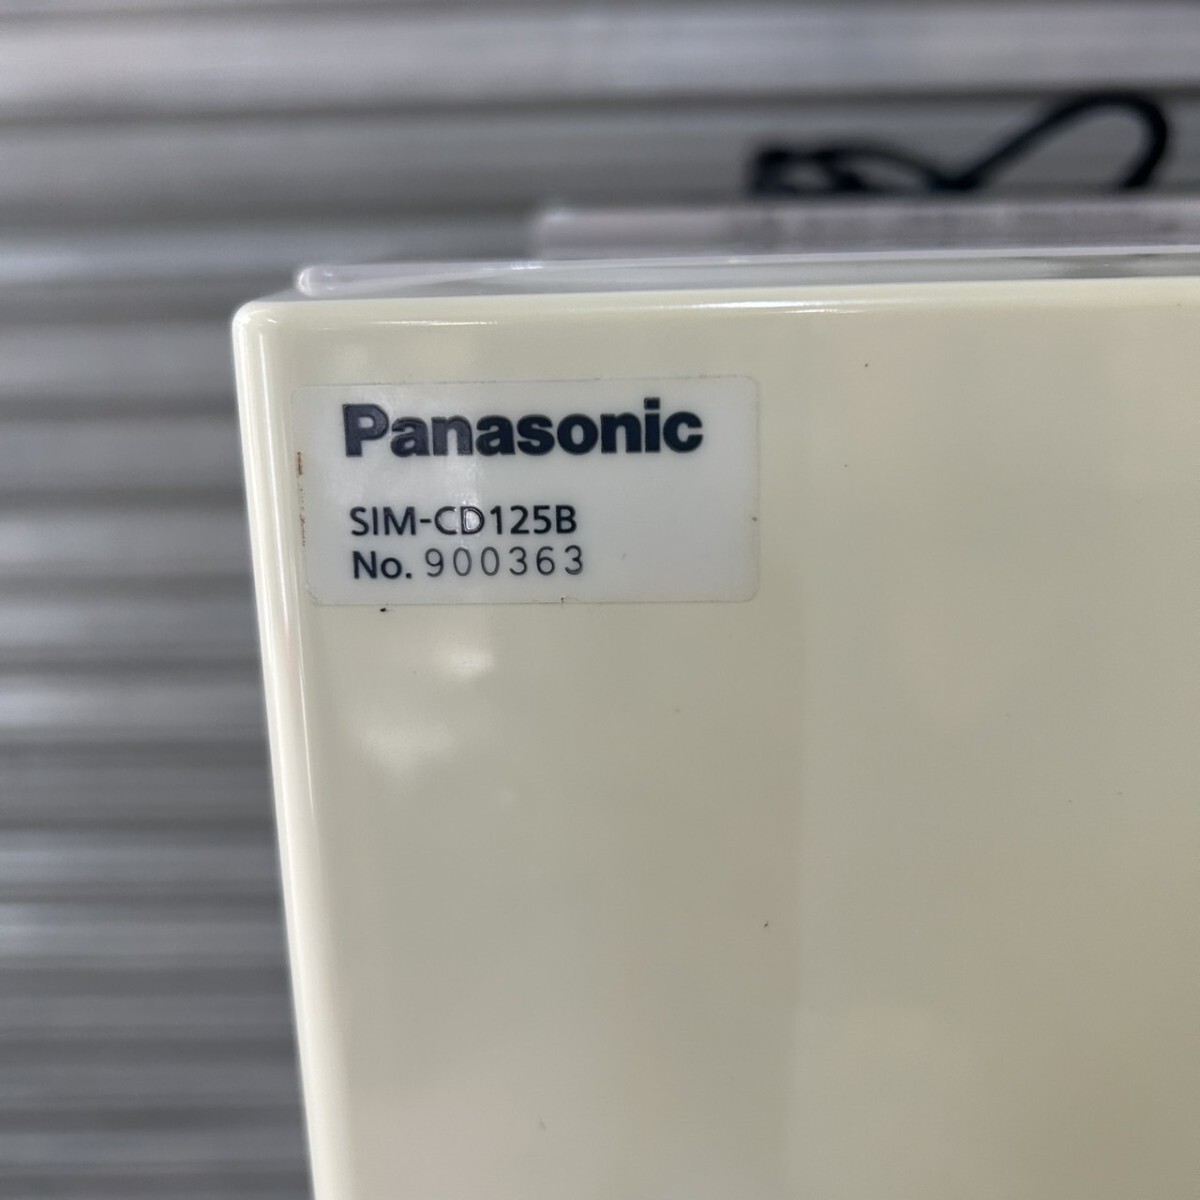 Panasonic
SIM-CD125B
No. 900363